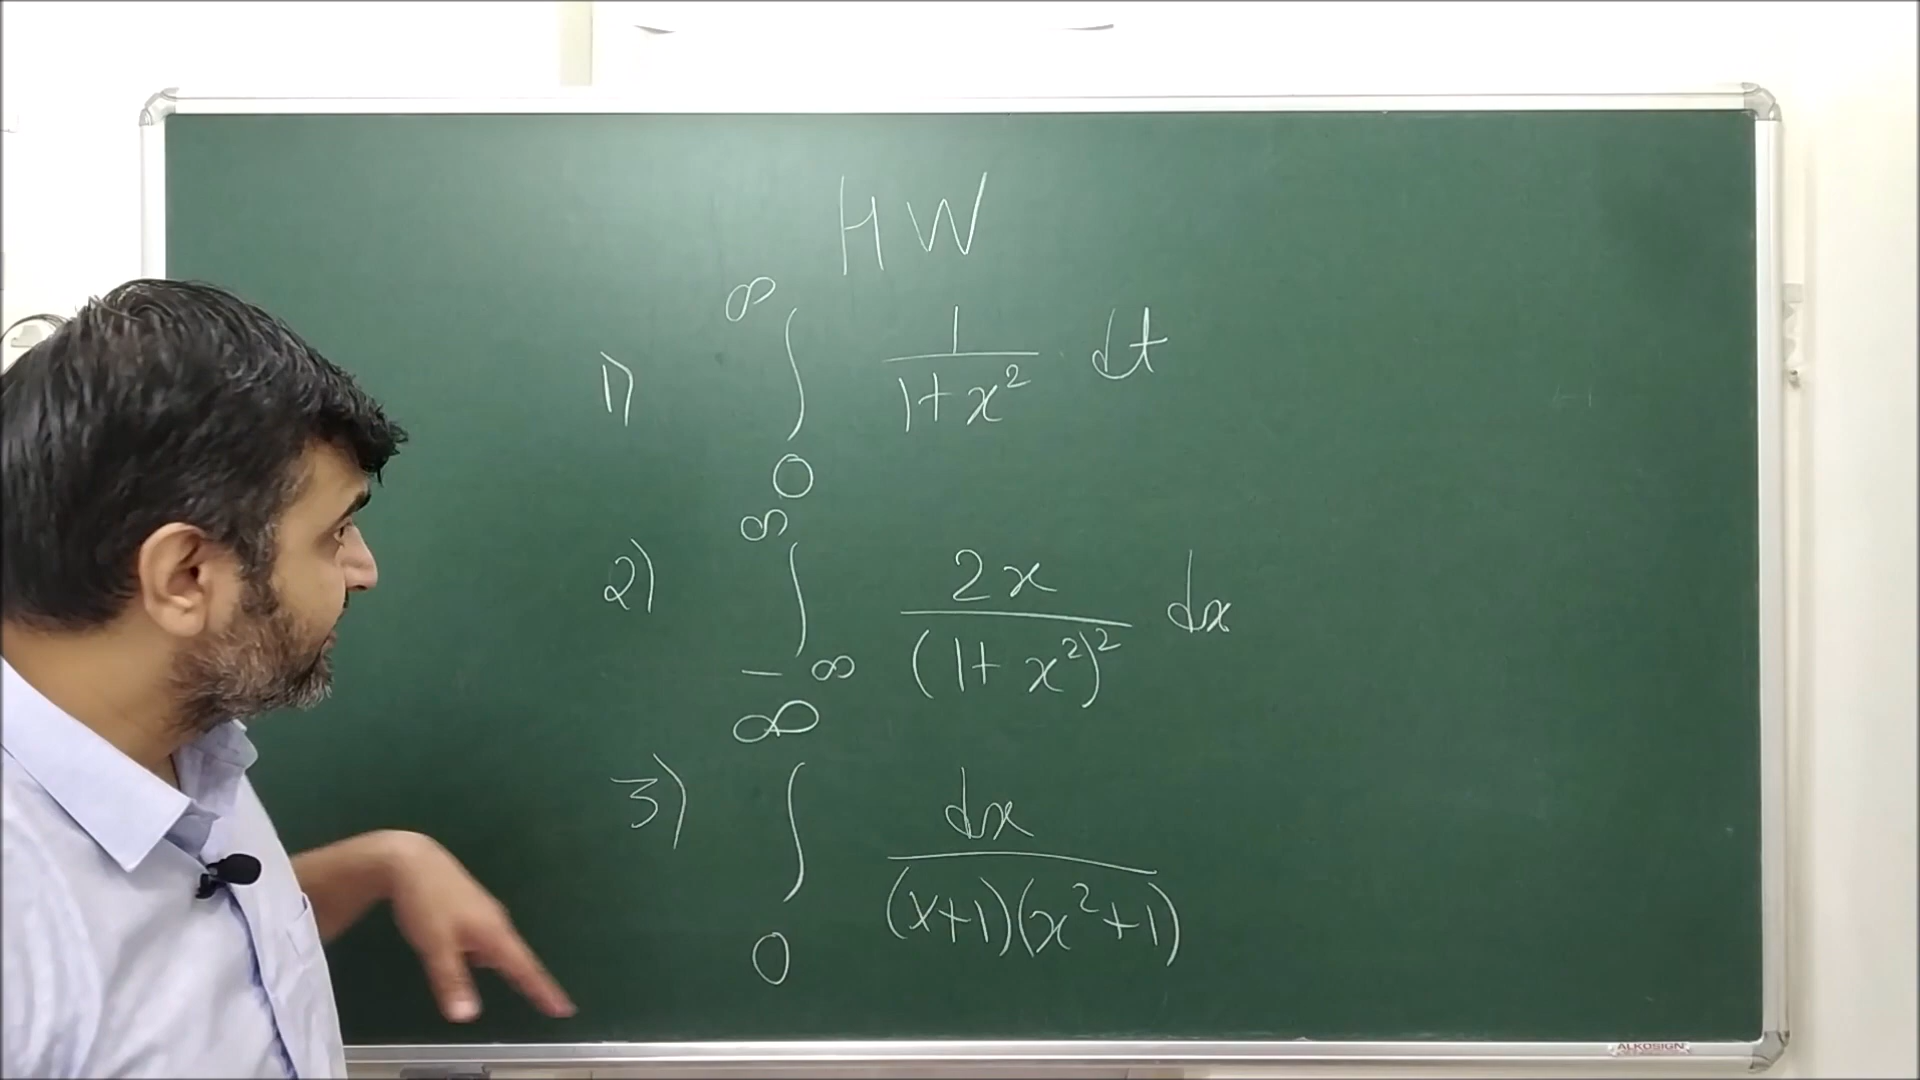 HW
1) ∫₀^∞ 1/(1+x²) dt
2) ∫₋∞^∞ 2x/(1+x²)² dx
3) ∫₀^∞ dx/((x+1)(x²+1))
ALKOSIGN